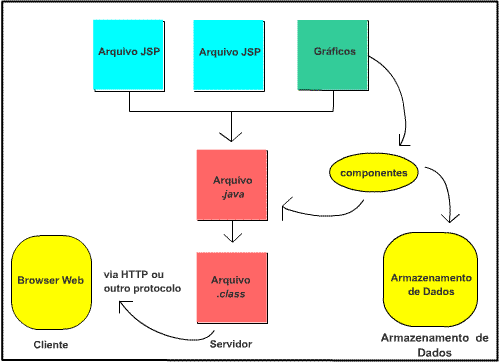 Arquivo JSP
Arquivo JSP
Gráficos
componentes
Arquivo
.java
Browser Web
via HTTP ou
outro protocolo
Arquivo
.class
Armazenamento
de Dados
Cliente
Servidor
Armazenamento de
Dados